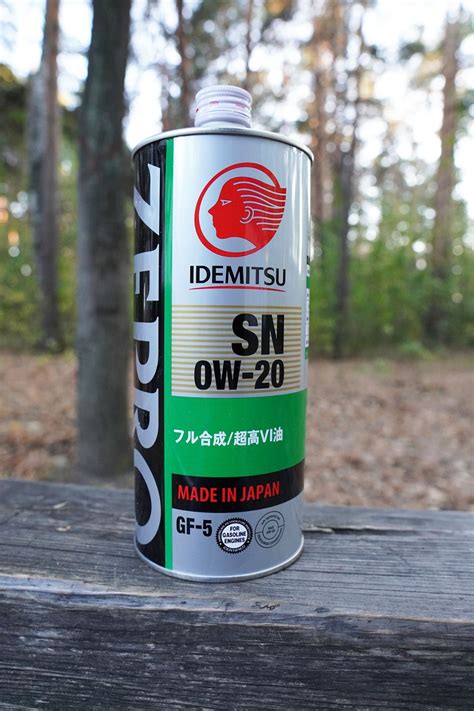 ZEPRO
IDEMITSU
SN
0W-20
フル合成/超高VI油
MADE IN JAPAN
GF-5
FOR
GASOLINE
ENGINES